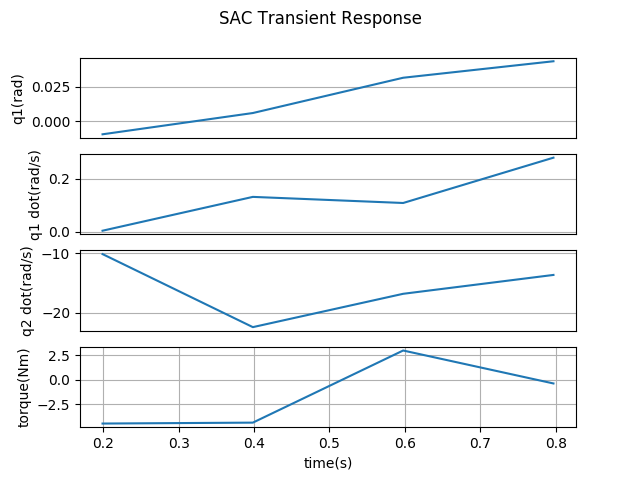 SAC Transient Response
q1(rad)
0.025
0.000
q1 dot(rad/s)
0.2
0.0
q2 dot(rad/s)
−10
−20
torque(Nm)
2.5
0.0
−2.5
0.2 0.3 0.4 0.5 0.6 0.7 0.8
time(s)